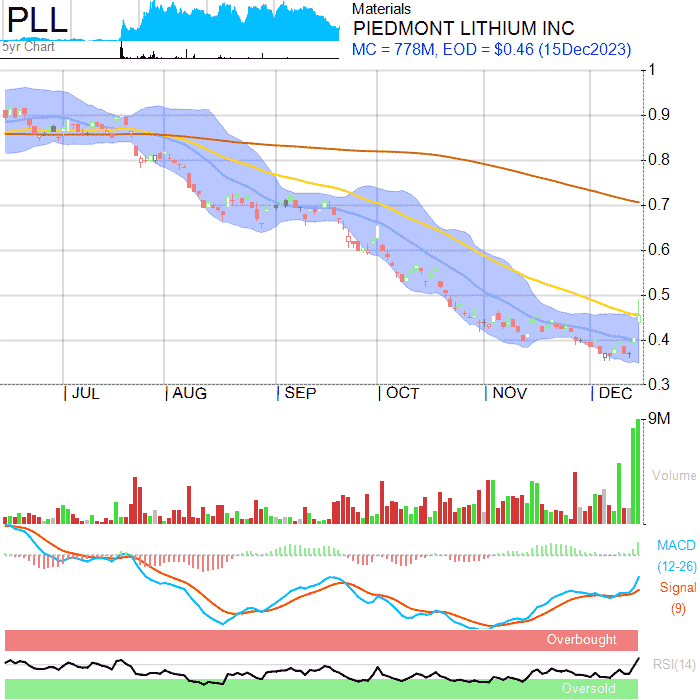 PLL
5yr Chart
Materials
PIEDMONT LITHIUM INC
MC = 778M, EOD = $0.46 (15Dec2023)
1
0.9
0.8
0.7
0.6
0.5
0.4
0.3
JUL AUG SEP OCT NOV DEC
9M
Volume
MACD
(12-26)
Signal
(9)
Overbought
RSI(14)
Oversold